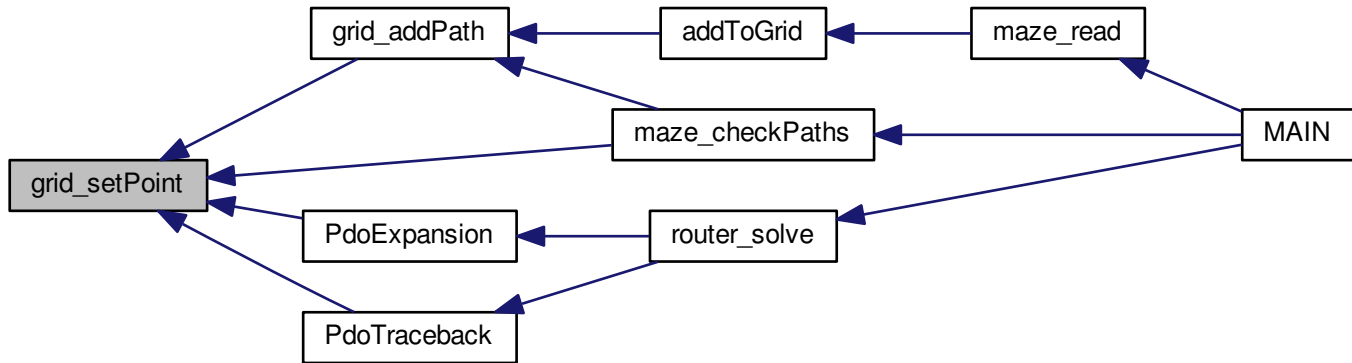 grid_addPath
addToGrid
maze_read
maze_checkPaths
MAIN
grid_setPoint
PdoExpansion
router_solve
PdoTraceback